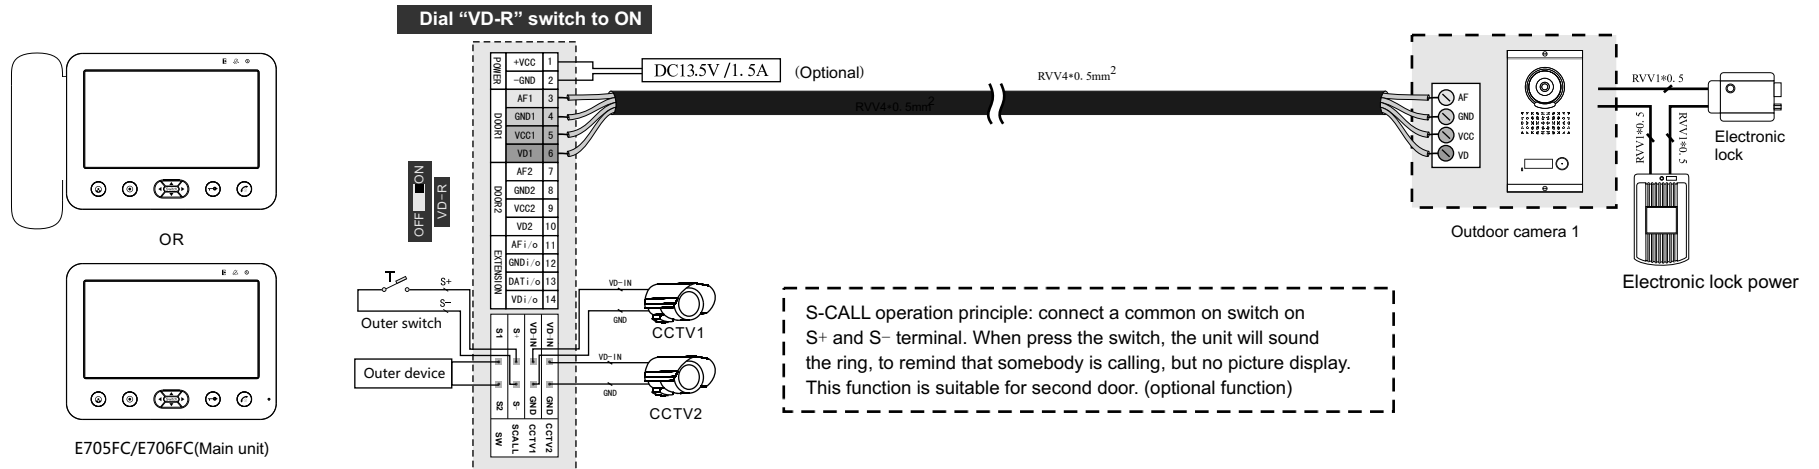 Dial “VD-R” switch to ON
OR
E705FC/E706FC(Main unit)
OFF ON
VD-R
POWER
+VCC 1
-GND 2
DOOR1
AF1 3
GND1 4
VCC1 5
VD1 6
DOOR2
AF2 7
GND2 8
VCC2 9
VD2 10
EXTENSION
AFi/o 11
GNDi/o 12
DATi/o 13
VDi/o 14
S1 S+ VD-IN VD-IN
S2 S- GND GND
SW SCALL CCTV1 CCTV2
DC13.5V/1.5A (Optional)
RVV4*0.5mm2
RVV4*0.5mm2
T
S+
S-
Outer switch
Outer device
VD-IN
GND
CCTV1
VD-IN
GND
CCTV2
AF
GND
VCC
VD
Outdoor camera 1
RVV1*0.5
RVV1*0.5
RVV1*0.5
Electronic
lock
Electronic lock power
S-CALL operation principle: connect a common on switch on
S+ and S- terminal. When press the switch, the unit will sound
the ring, to remind that somebody is calling, but no picture display.
This function is suitable for second door. (optional function)